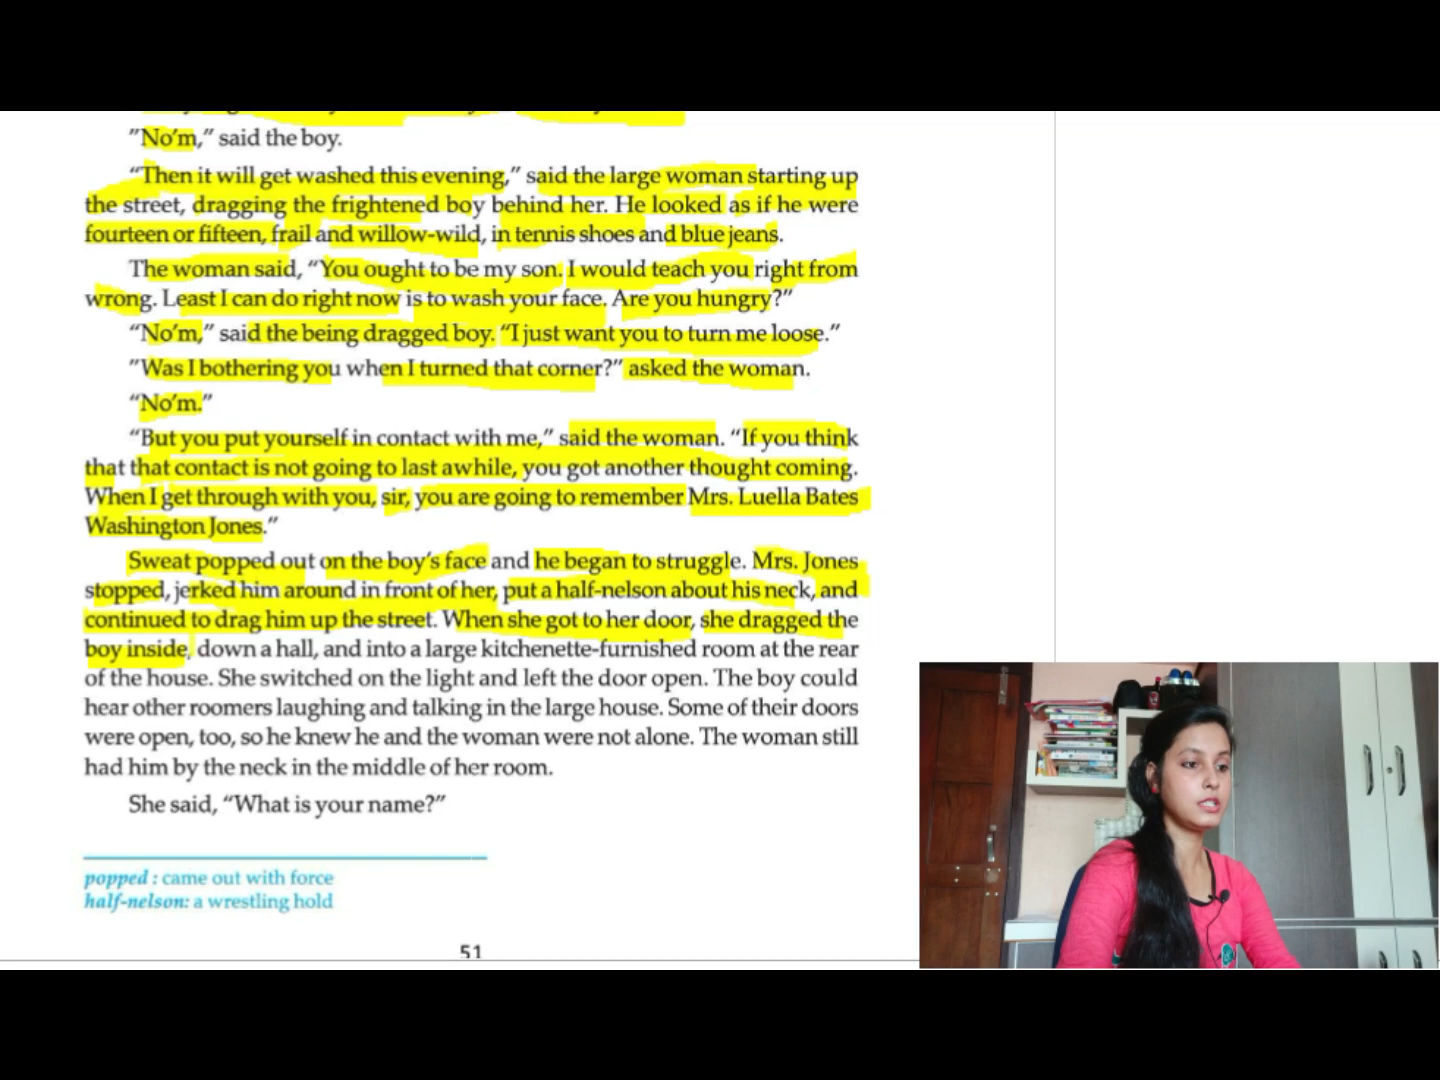 "No'm," said the boy.
"Then it will get washed this evening," said the large woman starting up
the street, dragging the frightened boy behind her. He looked as if he were
fourteen or fifteen, frail and willow-wild, in tennis shoes and blue jeans.
The woman said, "You ought to be my son. I would teach you right from
wrong. Least I can do right now is to wash your face. Are you hungry?"
"No'm," said the being dragged boy. "I just want you to turn me loose."
"Was I bothering you when I turned that corner?" asked the woman.
"No'm."
"But you put yourself in contact with me," said the woman. "If you think
that that contact is not going to last awhile, you got another thought coming.
When I get through with you, sir, you are going to remember Mrs. Luella Bates
Washington Jones."
Sweat popped out on the boy's face and he began to struggle. Mrs. Jones
stopped, jerked him around in front of her, put a half-nelson about his neck, and
continued to drag him up the street. When she got to her door, she dragged the
boy inside, down a hall, and into a large kitchenette-furnished room at the rear
of the house. She switched on the light and left the door open. The boy could
hear other roomers laughing and talking in the large house. Some of their doors
were open, too, so he knew he and the woman were not alone. The woman still
had him by the neck in the middle of her room.
She said, "What is your name?"
popped : came out with force
half-nelson: a wrestling hold
51